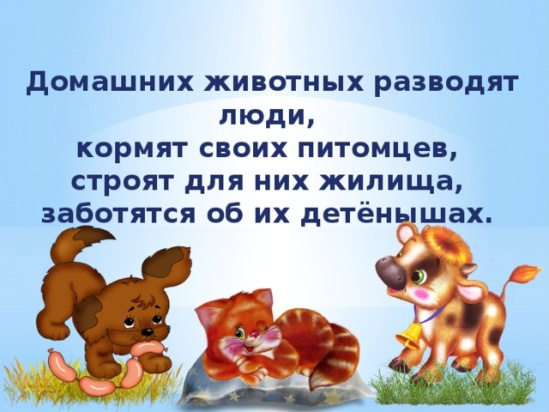 Домашних животных разводят
люди,
кормят своих питомцев,
строят для них жилища,
заботятся об их детёнышах.